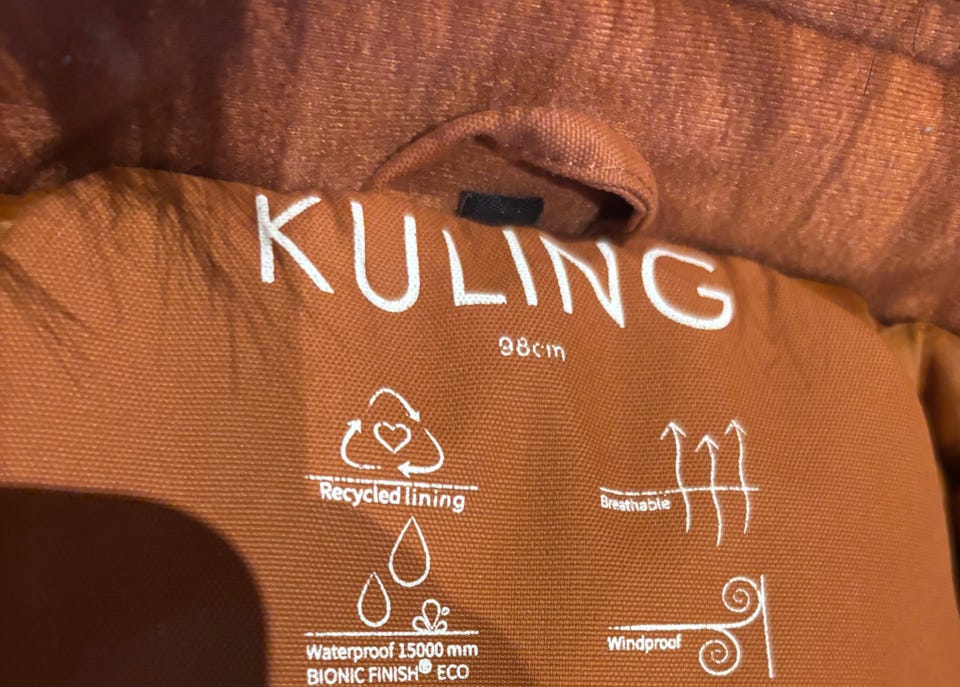 KULING
98cm
Recycled lining
Breathable
Waterproof 15000 mm
BIONIC FINISH® ECO
Windproof